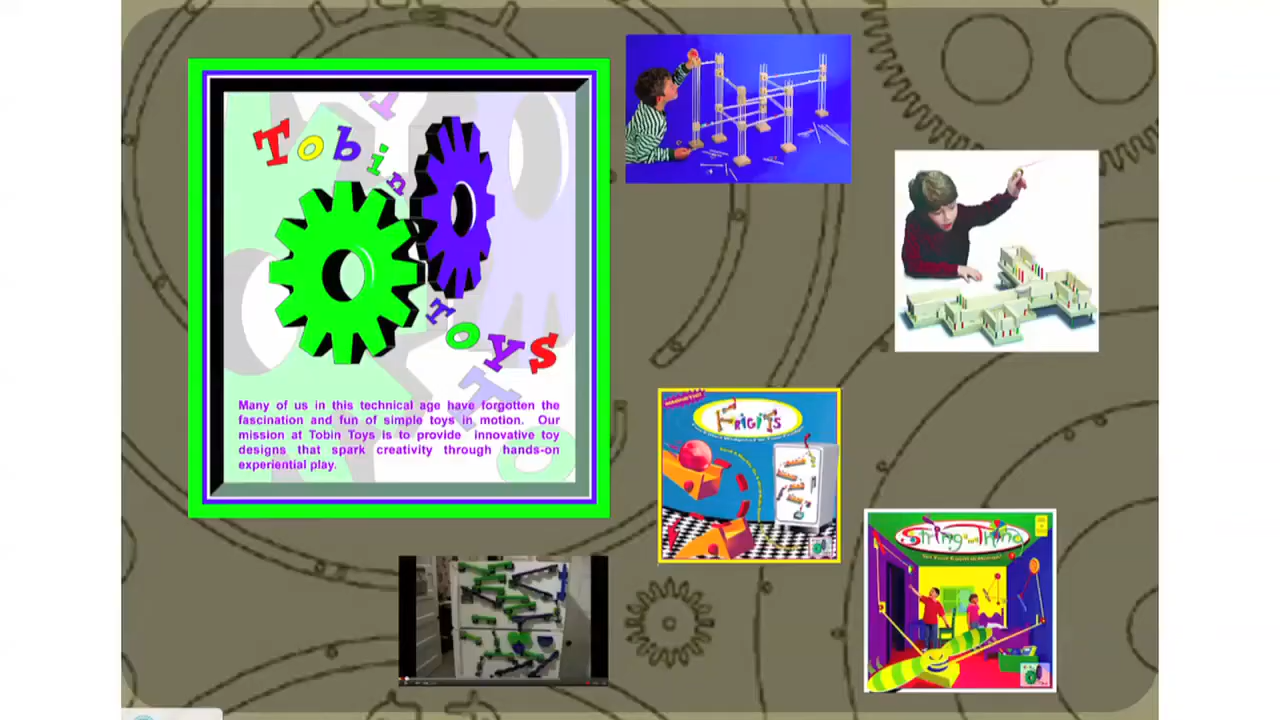 Tobin
Toys
Many of us in this technical age have forgotten the
fascination and fun of simple toys in motion. Our
mission at Tobin Toys is to provide innovative toy
designs that spark creativity through hands-on
experiential play.
FRIGITS
String Thing